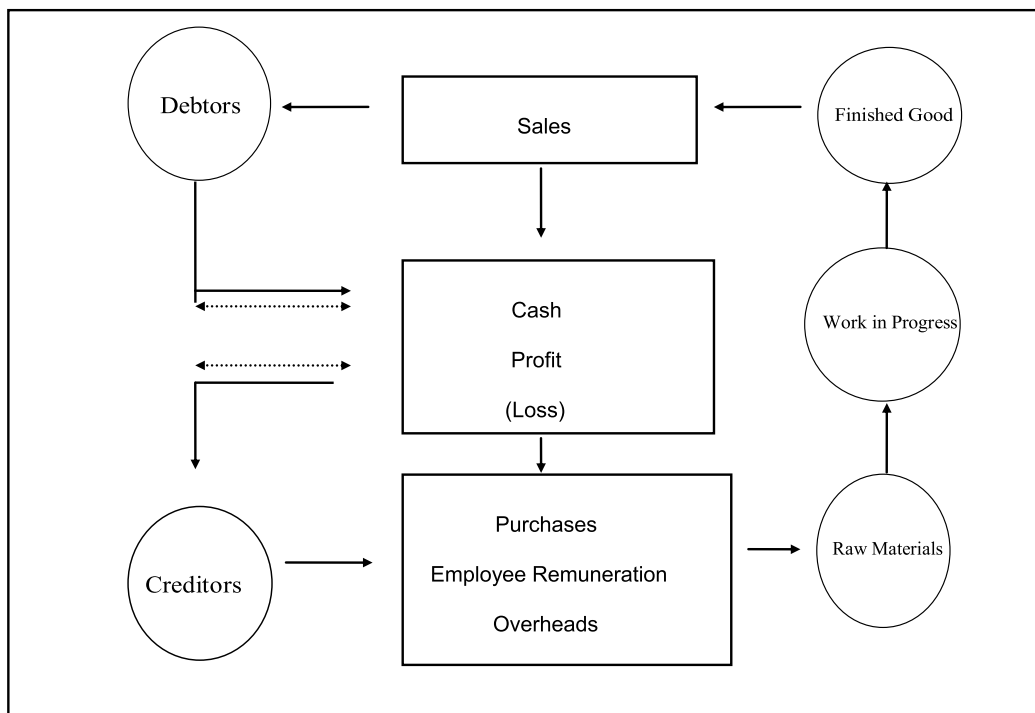 Debtors
Sales
Finished Good
Cash
Profit
(Loss)
Work in Progress
Purchases
Employee Remuneration
Overheads
Creditors
Raw Materials